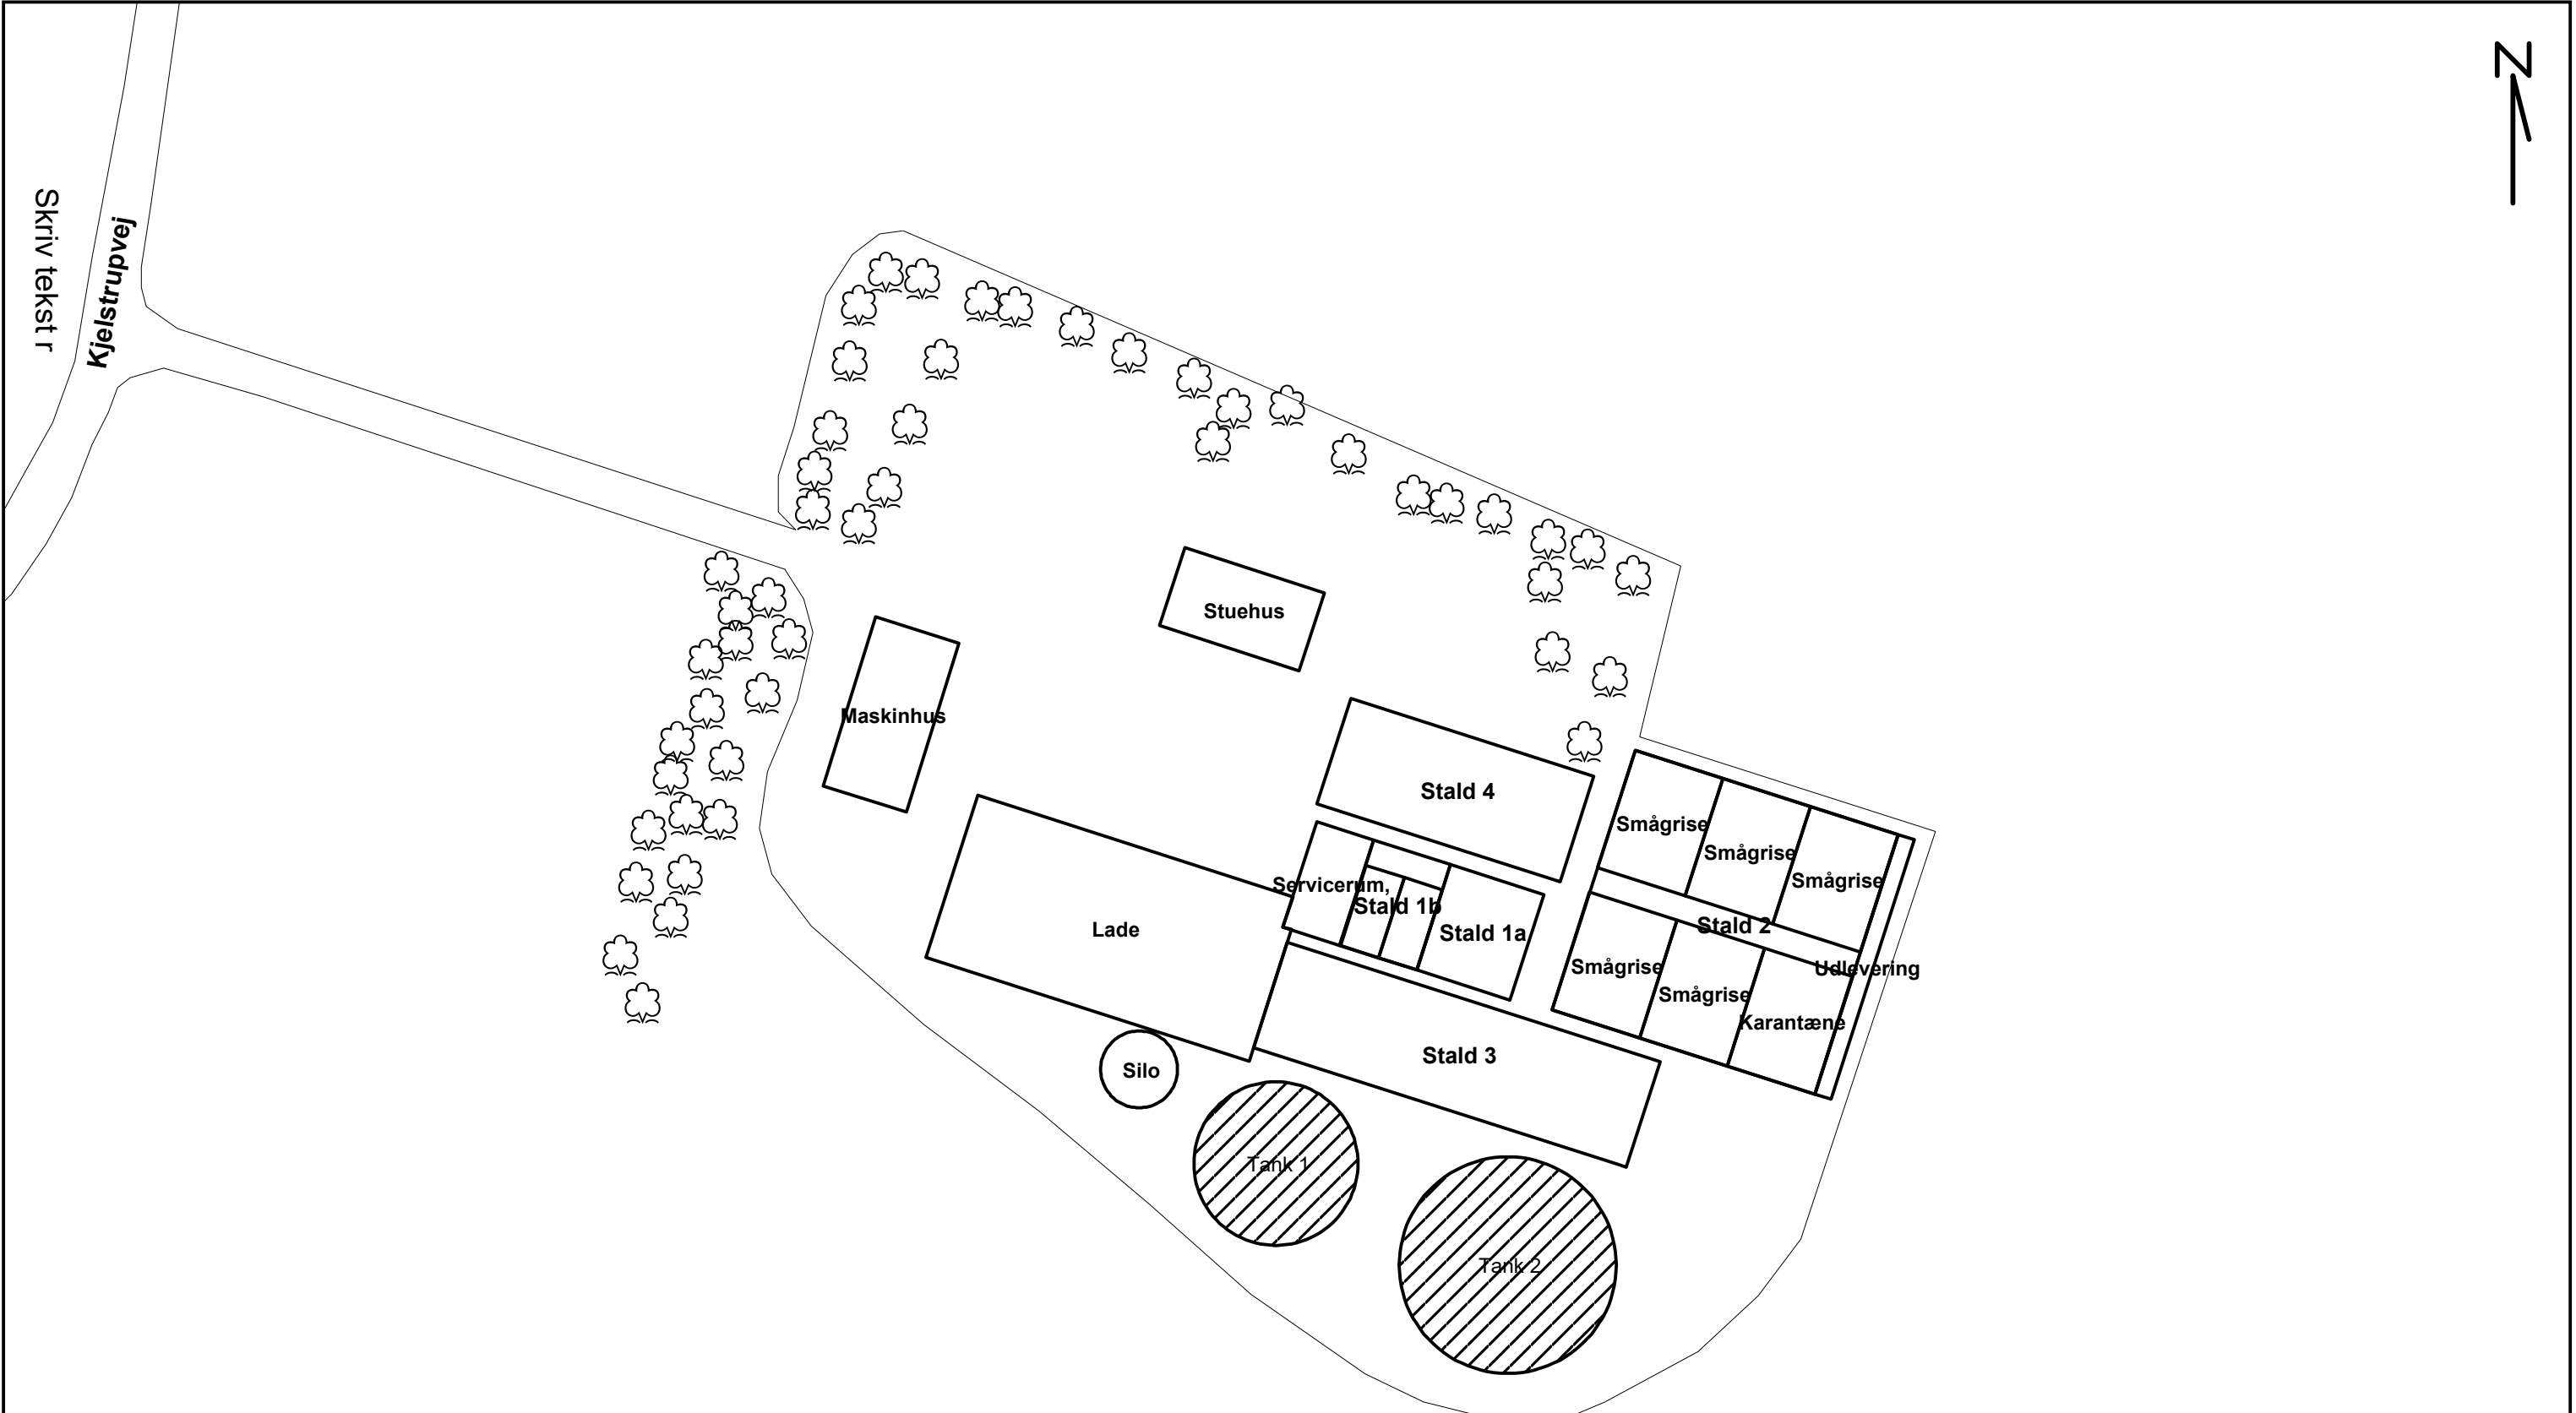 N
Skriv tekst r
Kjelstrupvej
Stuehus
Maskinhus
Stald 4
Smågrise
Smågrise
Smågrise
Servicerum,
Stald 1b
Stald 2
Lade
Stald 1a
Smågrise
Udlevering
Smågrise
Karantæne
Stald 3
Silo
Tank 1
Tank 2